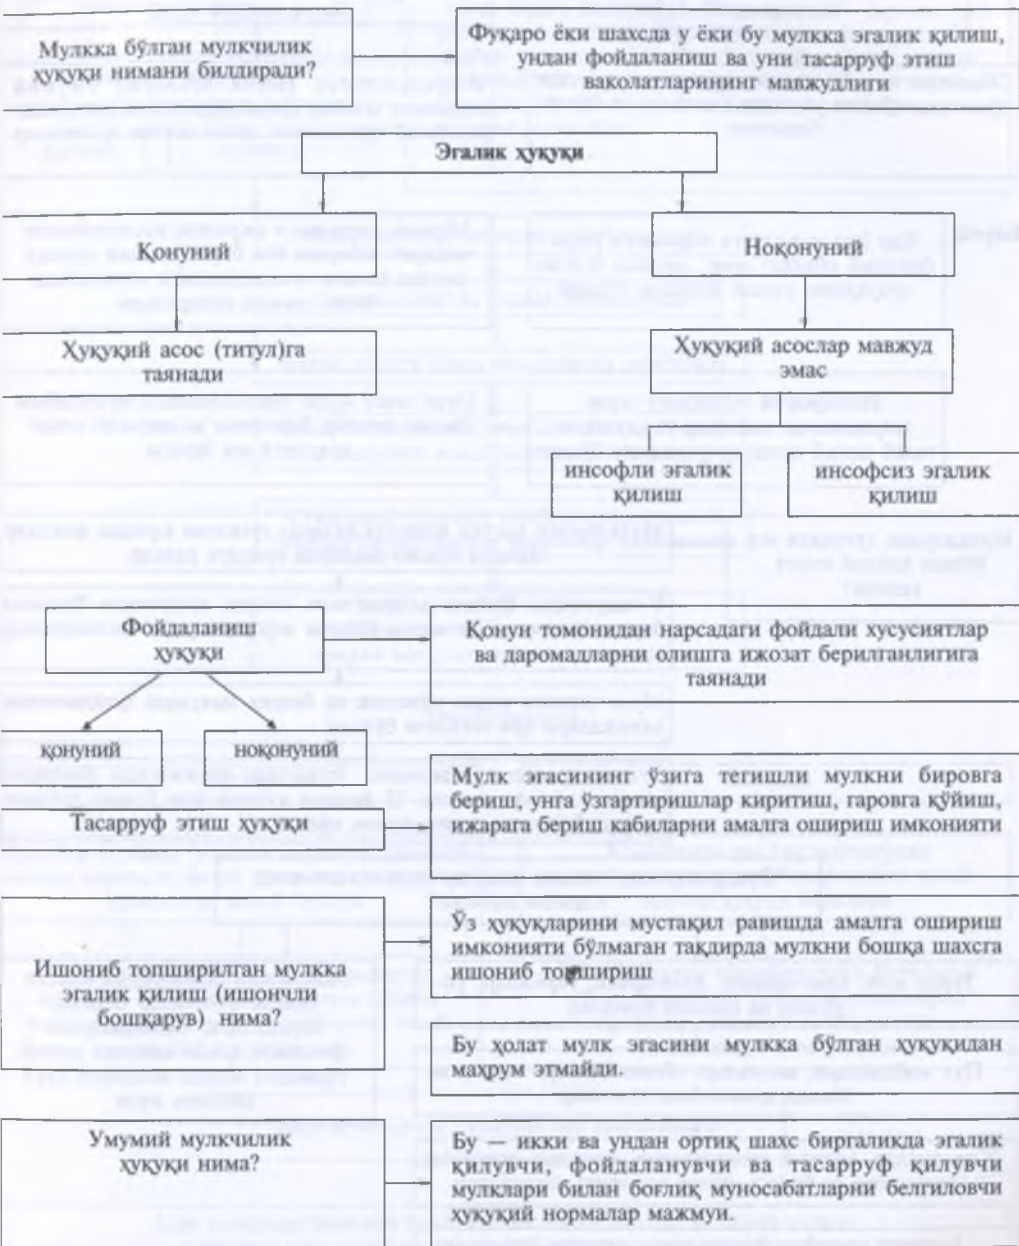 Мулкка бўлган мулкчилик
ҳуқуқи нимани билдиради?
Фуқаро ёки шахсда у ёки бу мулкка эгалик қилиш,
ундан фойдаланиш ва уни тасарруф этиш
ваколатларининг мавжудлиги
Эгалик ҳуқуқи
Қонуний
Ноқонуний
Ҳуқуқий асос (титул)га
таянади
Ҳуқуқий асослар мавжуд
эмас
инсофли эгалик
қилиш
инсофсиз эгалик
қилиш
Фойдаланиш
ҳуқуқи
Қонун томонидан нарсадаги фойдали хусусиятлар
ва даромадларни олишга ижозат берилганлигига
таянади
қонуний
ноқонуний
Тасарруф этиш ҳуқуқи
Мулк эгасининг ўзига тегишли мулкни бировга
бериш, унга ўзгартиришлар киритиш, гаровга қўйиш,
ижарага бериш кабиларни амалга ошириш имконияти
Ишониб топширилган мулкка
эгалик қилиш (ишончли
бошқарув) нима?
Ўз ҳуқуқларини мустақил равишда амалга ошириш
имконияти бўлмаган тақдирда мулкни бошқа шахсга
ишониб топшириш
Бу ҳолат мулк эгасини мулкка бўлган ҳуқуқидан
маҳрум этмайди.
Умумий мулкчилик
ҳуқуқи нима?
Бу — икки ва ундан ортиқ шахс биргаликда эгалик
қилувчи, фойдаланувчи ва тасарруф қилувчи
мулклари билан боғлиқ муносабатларни белгиловчи
ҳуқуқий нормалар мажмуи.